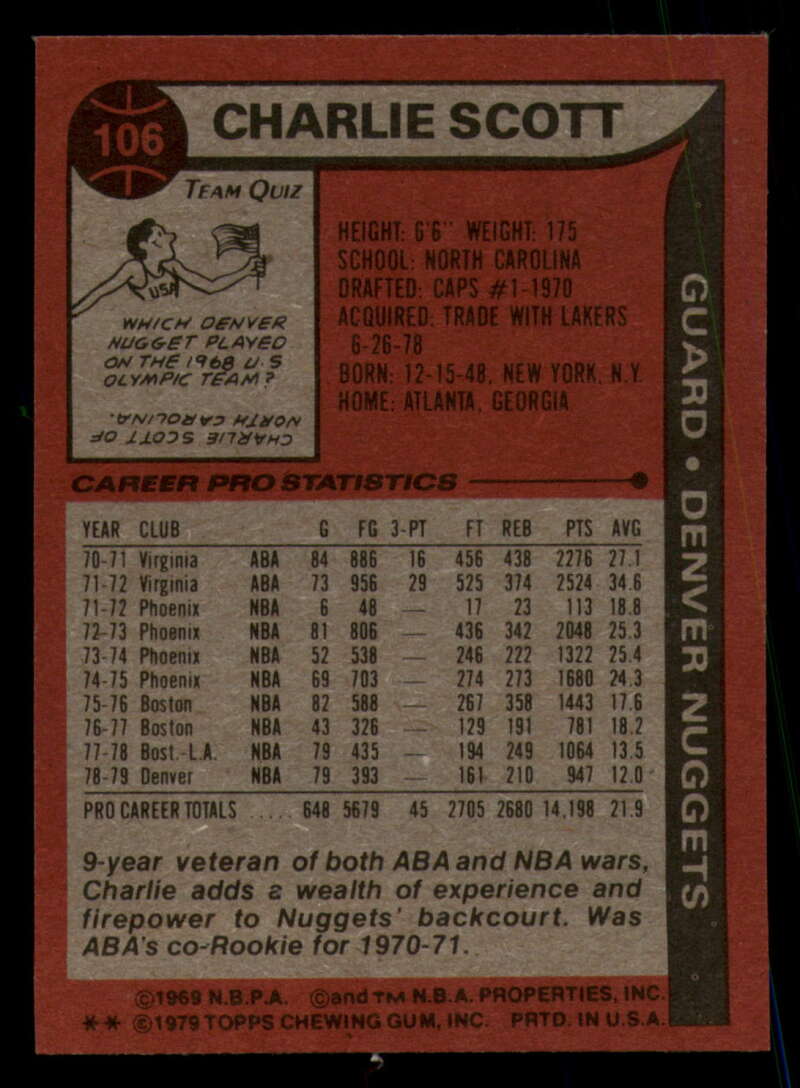 106
CHARLIE SCOTT
TEAM QUIZ
USA
WHICH DENVER
NUGGET PLAYED
ON THE 1968 U.S
OLYMPIC TEAM?
CHARLIE SCOTT OF
NORTH CAROLINA.
HEIGHT: 6'6" WEIGHT: 175
SCHOOL: NORTH CAROLINA
DRAFTED: CAPS #1-1970
ACQUIRED: TRADE WITH LAKERS
6-26-78
BORN: 12-15-48, NEW YORK, N.Y.
HOME: ATLANTA, GEORGIA
GUARD • DENVER NUGGETS
CAREER PRO STATISTICS
YEAR CLUB G FG 3-PT FT REB PTS AVG
70-71 Virginia ABA 84 886 16 456 438 2276 27.1
71-72 Virginia ABA 73 956 29 525 374 2524 34.6
71-72 Phoenix NBA 6 48 — 17 23 113 18.8
72-73 Phoenix NBA 81 806 — 436 342 2048 25.3
73-74 Phoenix NBA 52 538 — 246 222 1322 25.4
74-75 Phoenix NBA 69 703 — 274 273 1680 24.3
75-76 Boston NBA 82 588 — 267 358 1443 17.6
76-77 Boston NBA 43 326 — 129 191 781 18.2
77-78 Bost.-L.A. NBA 79 435 — 194 249 1064 13.5
78-79 Denver NBA 79 393 — 161 210 947 12.0
PRO CAREER TOTALS ..... 648 5679 45 2705 2680 14,198 21.9
9-year veteran of both ABA and NBA wars,
Charlie adds a wealth of experience and
firepower to Nuggets' backcourt. Was
ABA's co-Rookie for 1970-71.
©1969 N.B.P.A. ©and TM N.B.A. PROPERTIES, INC.
** ©1979 TOPPS CHEWING GUM, INC. PRTD. IN U.S.A.